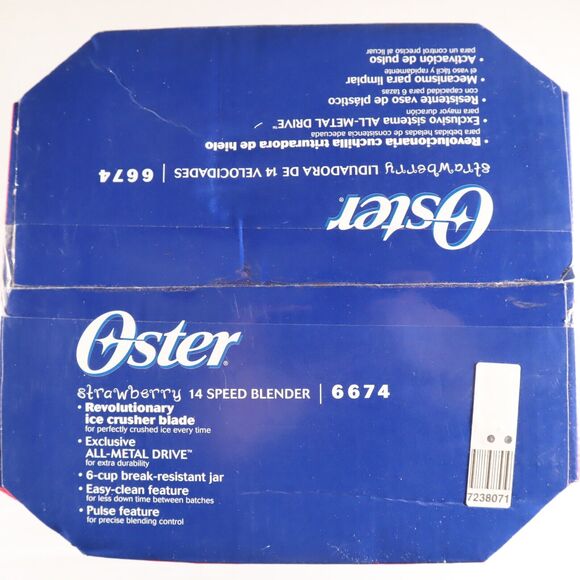 Oster®
strawberry LIDUADORA DE 14 VELOCIDADES | 6674
• Revolucionaria cuchilla trituradora de hielo
para bebidas heladas de consistencia adecuada
• Exclusivo sistema ALL-METAL DRIVE™
para mayor duración
• Resistente vaso de plástico
con capacidad para 6 tazas
• Mecanismo para limpiar
el vaso fácil y rapidamente
• Activación de pulso
para un control preciso al licuar
Oster®
strawberry 14 SPEED BLENDER | 6674
• Revolutionary
ice crusher blade
for perfectly crushed ice every time
• Exclusive
ALL-METAL DRIVE™
for extra durability
• 6-cup break-resistant jar
• Easy-clean feature
for less down time between batches
• Pulse feature
for precise blending control
7238071